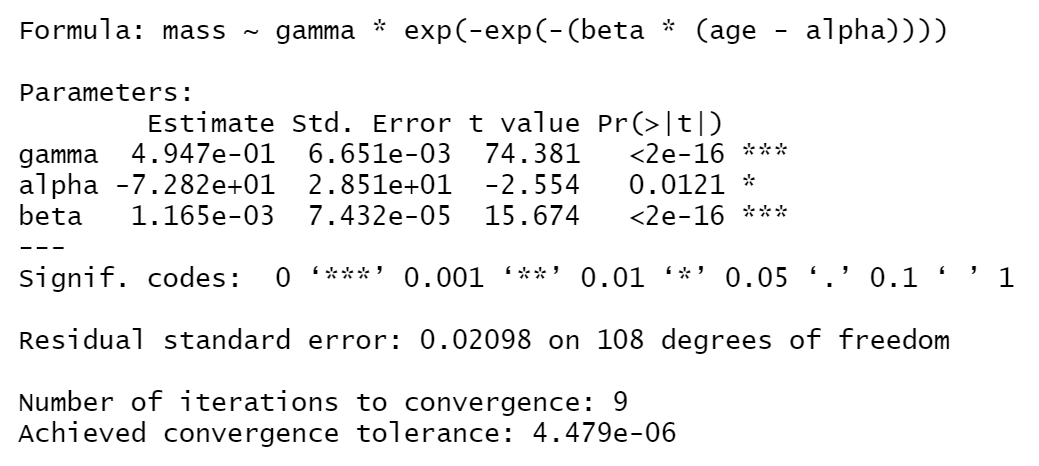 Formula: mass ~ gamma * exp(-exp(-(beta * (age - alpha))))
Parameters:
Estimate Std. Error t value Pr(>|t|)
gamma 4.947e-01 6.651e-03 74.381 <2e-16 ***
alpha -7.282e+01 2.851e+01 -2.554 0.0121 *
beta 1.165e-03 7.432e-05 15.674 <2e-16 ***
---
Signif. codes: 0 ‘***’ 0.001 ‘**’ 0.01 ‘*’ 0.05 ‘.’ 0.1 ‘ ’ 1
Residual standard error: 0.02098 on 108 degrees of freedom
Number of iterations to convergence: 9
Achieved convergence tolerance: 4.479e-06